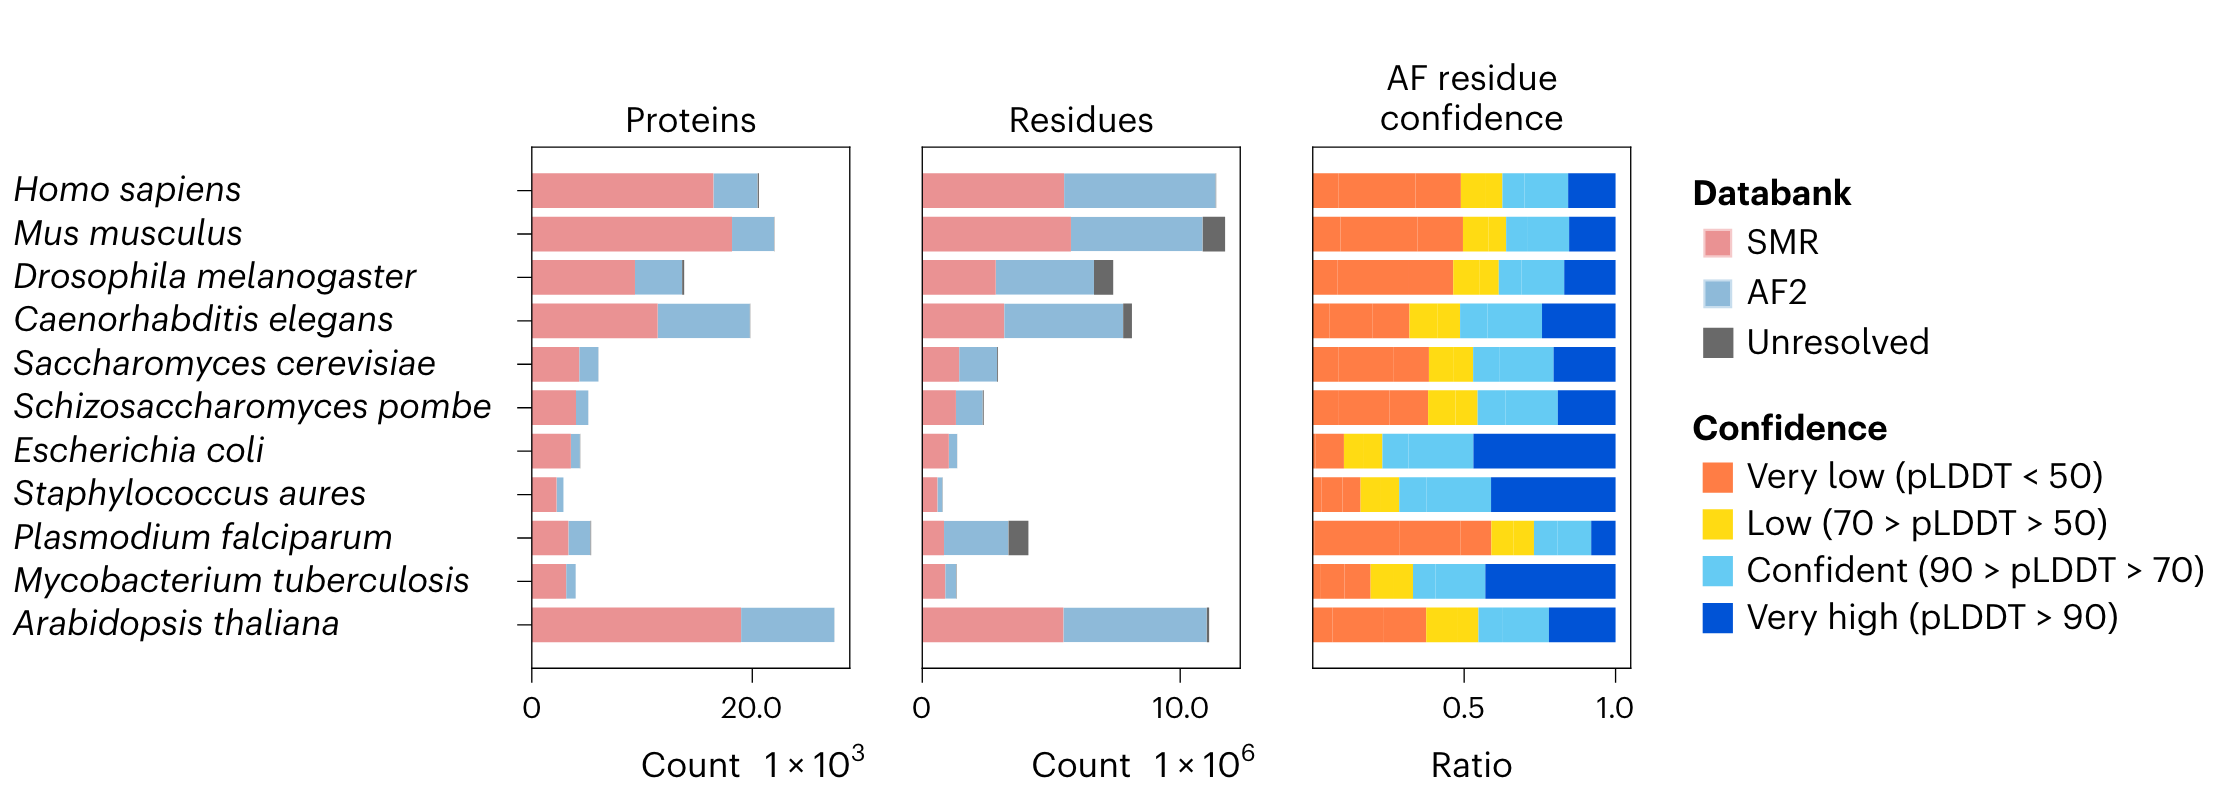 AF residue
confidence
Proteins
Residues
Homo sapiens
Mus musculus
Drosophila melanogaster
Caenorhabditis elegans
Saccharomyces cerevisiae
Schizosaccharomyces pombe
Escherichia coli
Staphylococcus aures
Plasmodium falciparum
Mycobacterium tuberculosis
Arabidopsis thaliana
0 20.0
Count 1 × 10³
0 10.0
Count 1 × 10⁶
0.5 1.0
Ratio
Databank
SMR
AF2
Unresolved
Confidence
Very low (pLDDT < 50)
Low (70 > pLDDT > 50)
Confident (90 > pLDDT > 70)
Very high (pLDDT > 90)